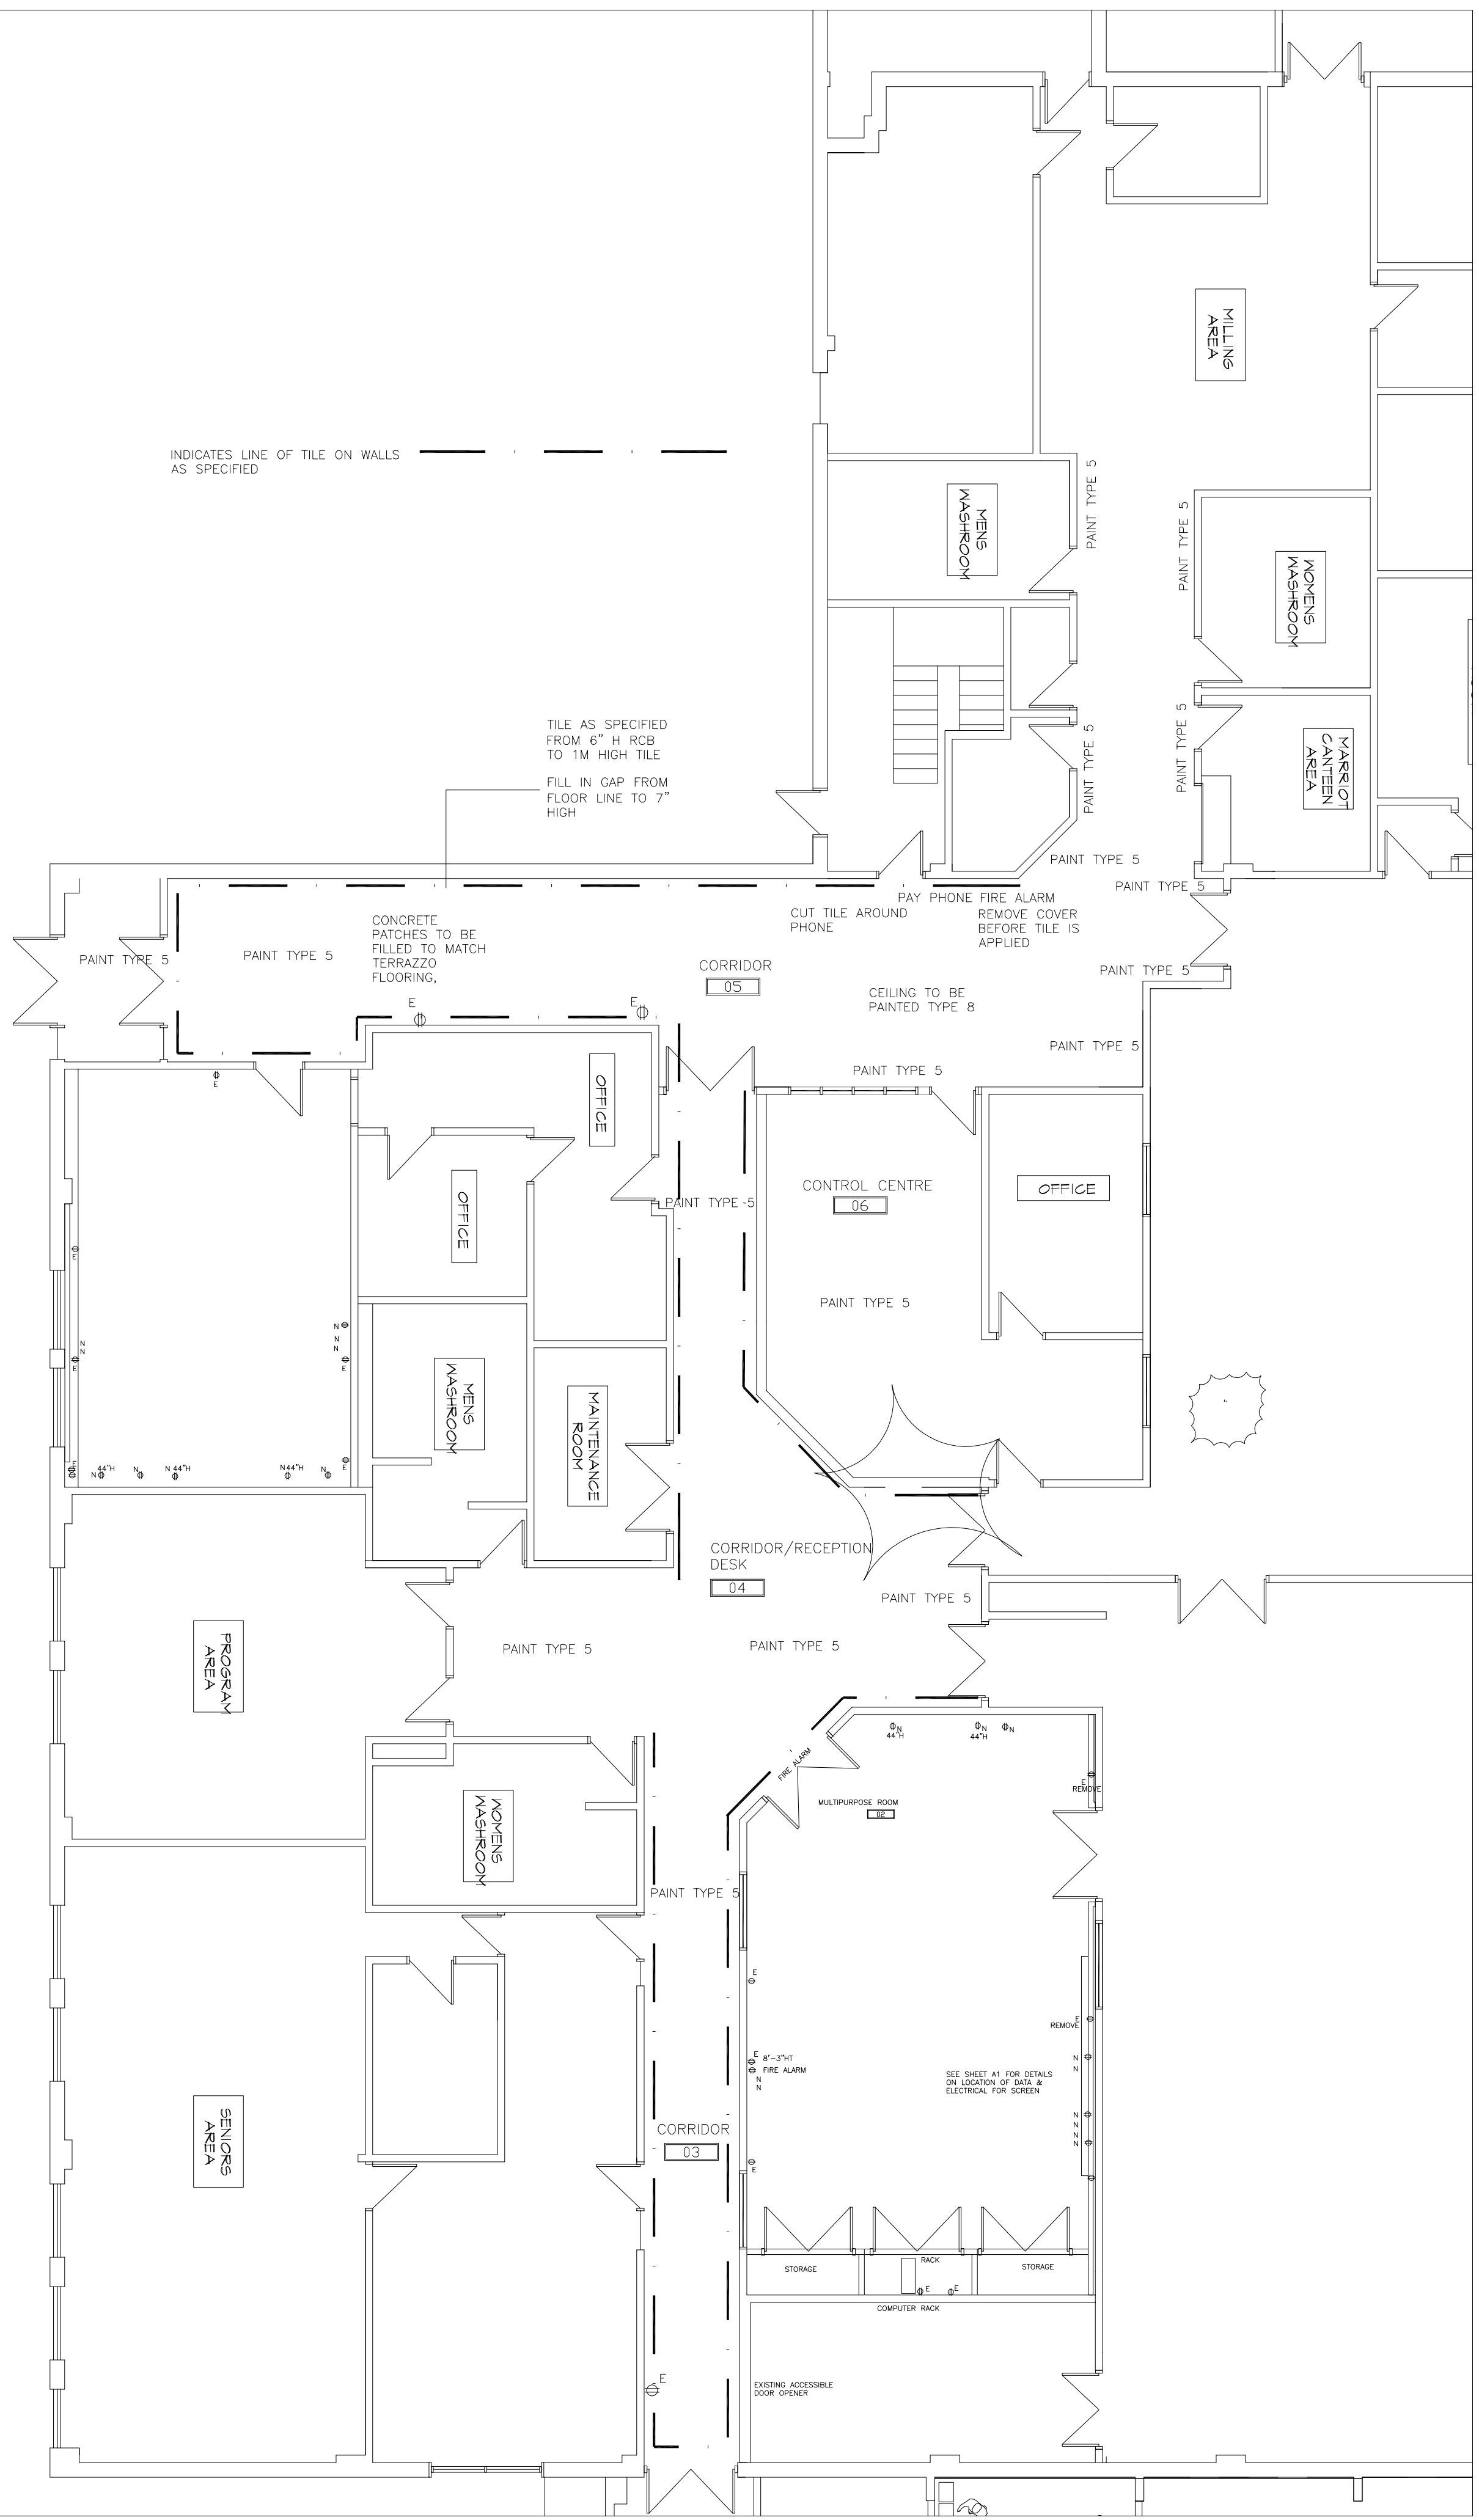 MILLING
AREA
INDICATES LINE OF TILE ON WALLS
AS SPECIFIED
MENS
WASHROOM
PAINT TYPE 5
PAINT TYPE 5
WOMENS
WASHROOM
TILE AS SPECIFIED
FROM 6" H RCB
TO 1M HIGH TILE
FILL IN GAP FROM
FLOOR LINE TO 7"
HIGH
PAINT TYPE 5
PAINT TYPE 5
MARRIOT
CANTEEN
AREA
PAINT TYPE 5
PAINT TYPE 5
PAY PHONE FIRE ALARM
CUT TILE AROUND
PHONE
REMOVE COVER
BEFORE TILE IS
APPLIED
CONCRETE
PATCHES TO BE
FILLED TO MATCH
TERRAZZO
FLOORING,
PAINT TYPE 5
PAINT TYPE 5
CORRIDOR
05
PAINT TYPE 5
CEILING TO BE
PAINTED TYPE 8
E
E
PAINT TYPE 5
PAINT TYPE 5
E
OFFICE
OFFICE
PAINT TYPE-5
CONTROL CENTRE
06
OFFICE
E
PAINT TYPE 5
N
N
N
N
N
E
E
MENS
WASHROOM
MAINTENANCE
ROOM
E
N
44"H
N
N 44"H
N44"H
N
E
CORRIDOR/RECEPTION
DESK
04
PAINT TYPE 5
PAINT TYPE 5
PAINT TYPE 5
PROGRAM
AREA
N
44"H
N
44"H
N
FIRE ALARM
E
REMOVE
MULTIPURPOSE ROOM
02
WOMENS
WASHROOM
PAINT TYPE 5
E
E
REMOVE
E
8'-3"HT
FIRE ALARM
N
N
N
N
SEE SHEET A1 FOR DETAILS
ON LOCATION OF DATA &
ELECTRICAL FOR SCREEN
SENIORS
AREA
CORRIDOR
03
N
N
N
N
E
STORAGE
RACK
STORAGE
E
E
COMPUTER RACK
E
EXISTING ACCESSIBLE
DOOR OPENER